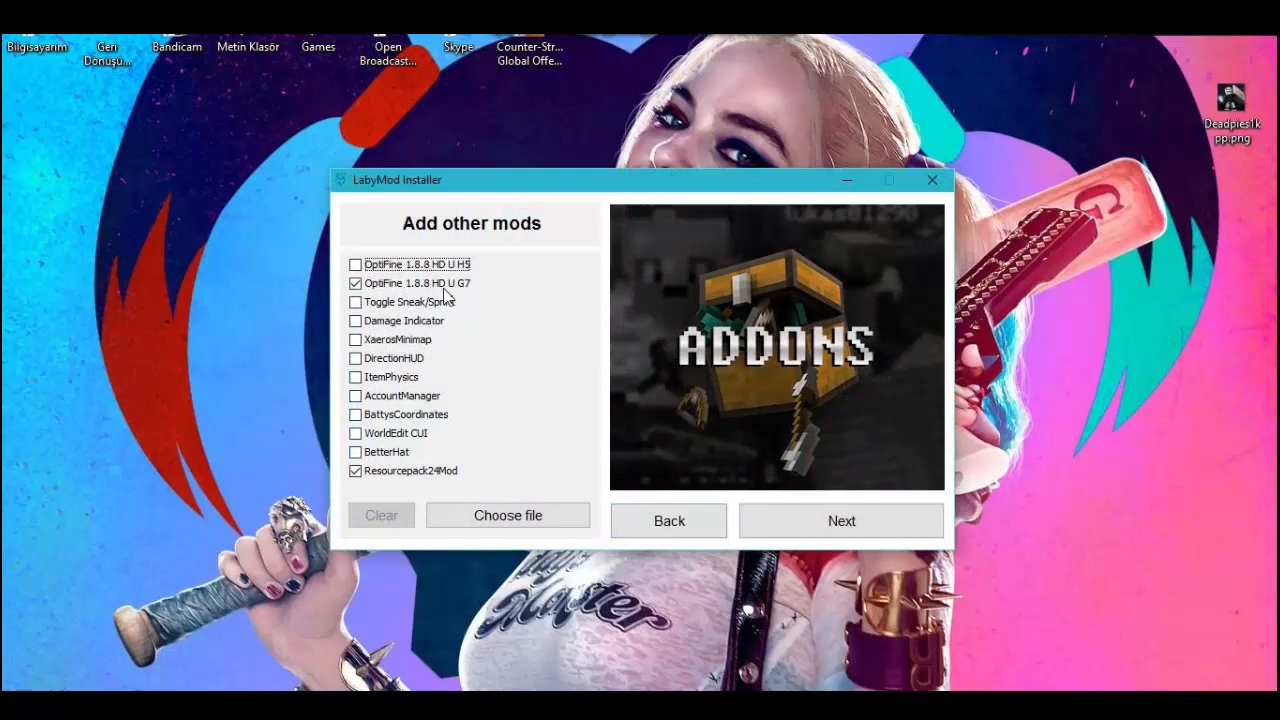 Bilgisayarım
Geri
Dönüşü...
Bandicam
Metin Klasör
Games
Open
Broadcast...
Skype
Counter-Str...
Global Offe...
Deadpies1k
pp.png
LabyMod Installer
Add other mods
OptiFine 1.8.8 HD U H5
OptiFine 1.8.8 HD U G7
Toggle Sneak/Sprint
Damage Indicator
XaerosMinimap
DirectionHUD
ItemPhysics
AccountManager
BattysCoordinates
WorldEdit CUI
BetterHat
Resourcepack24Mod
Clear
Choose file
lukas81290
ADDONS
Back
Next
G
Master